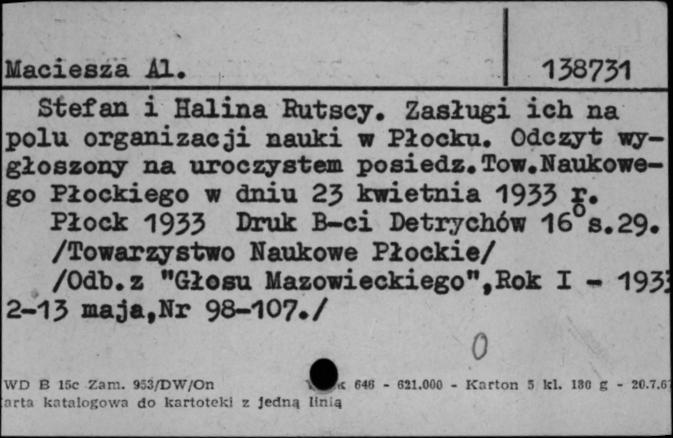 Maciesza Al. 138731
Stefan i Halina Rutscy. Zasługi ich na
polu organizacji nauki w Płocku. Odczyt wy-
głoszony na uroczystem posiedz.Tow.Naukowe-
go Płockiego w dniu 23 kwietnia 1933 r.
Płock 1933 Druk B-ci Detrychów 16° s.29.
/Towarzystwo Naukowe Płockie/
/Odb.z "Głosu Mazowieckiego",Rok I - 1933
2-13 maja,Nr 98-107./
0
WD B 15c Zam. 953/DW/On 646 - 621.000 - Karton 5 kl. 180 g - 20.7.67
arta katalogowa do kartoteki z jedną linią